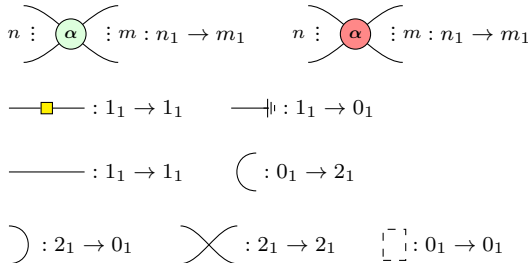 n ⋮ α ⋮ m : n₁ → m₁ n ⋮ α ⋮ m : n₁ → m₁
: 1₁ → 1₁ : 1₁ → 0₁
: 1₁ → 1₁ : 0₁ → 2₁
: 2₁ → 0₁ : 2₁ → 2₁ : 0₁ → 0₁